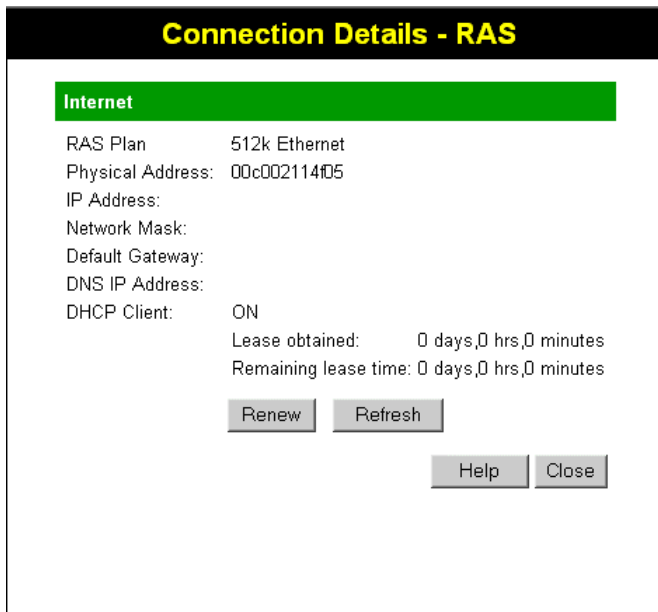 Connection Details - RAS
Internet
RAS Plan 512k Ethernet
Physical Address: 00c002114f05
IP Address:
Network Mask:
Default Gateway:
DNS IP Address:
DHCP Client: ON
Lease obtained: 0 days,0 hrs,0 minutes
Remaining lease time: 0 days,0 hrs,0 minutes
Renew Refresh
Help Close